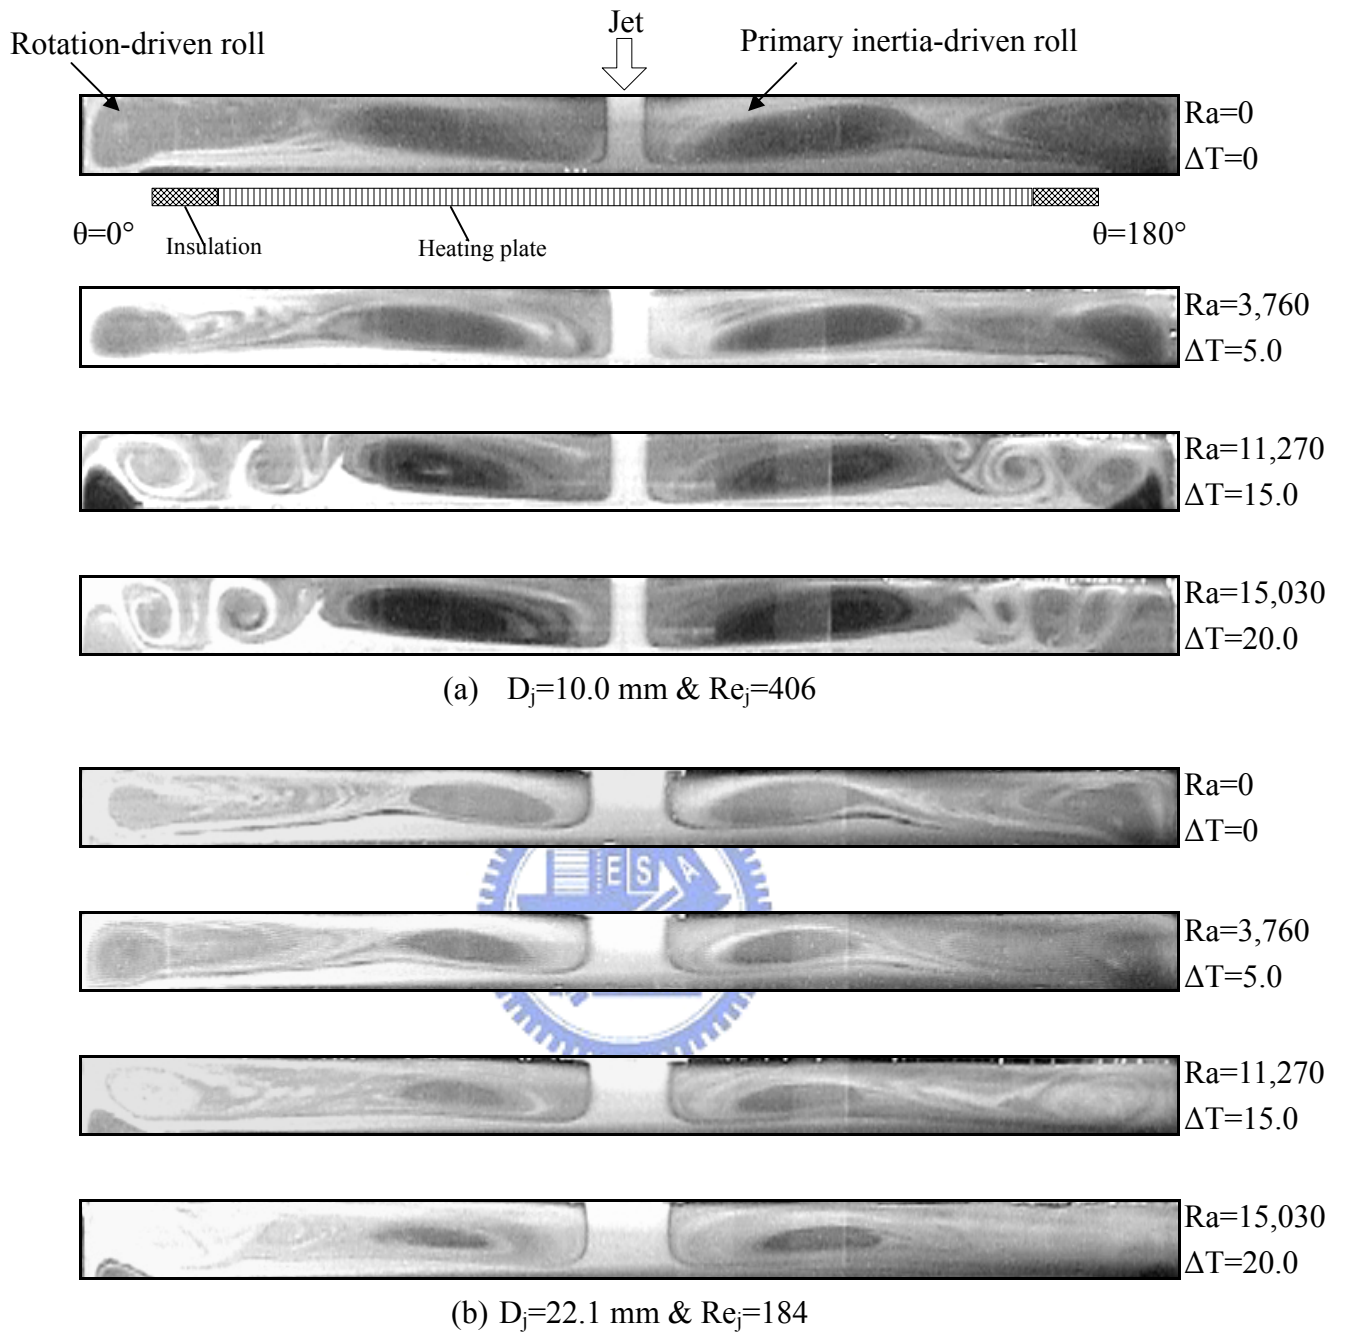 Jet
Rotation-driven roll
Primary inertia-driven roll
Ra=0
ΔT=0
θ=0°
Insulation
Heating plate
θ=180°
Ra=3,760
ΔT=5.0
Ra=11,270
ΔT=15.0
Ra=15,030
ΔT=20.0
(a) Dj=10.0 mm & Rej=406
Ra=0
ΔT=0
E S A
Ra=3,760
ΔT=5.0
Ra=11,270
ΔT=15.0
Ra=15,030
ΔT=20.0
(b) Dj=22.1 mm & Rej=184